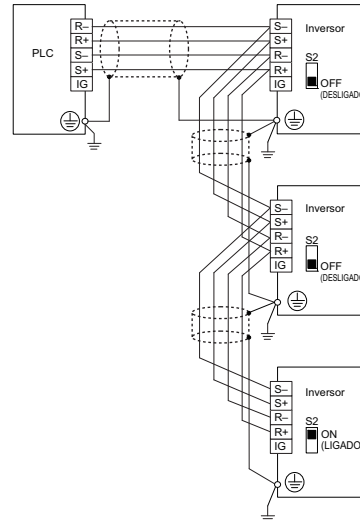 PLC
R–
R+
S–
S+
IG
S–
S+
R–
R+
IG
Inversor
S2
OFF
(DESLIGADO
S–
S+
R–
R+
IG
Inversor
S2
OFF
(DESLIGADO
S–
S+
R–
R+
IG
Inversor
S2
ON
(LIGADO